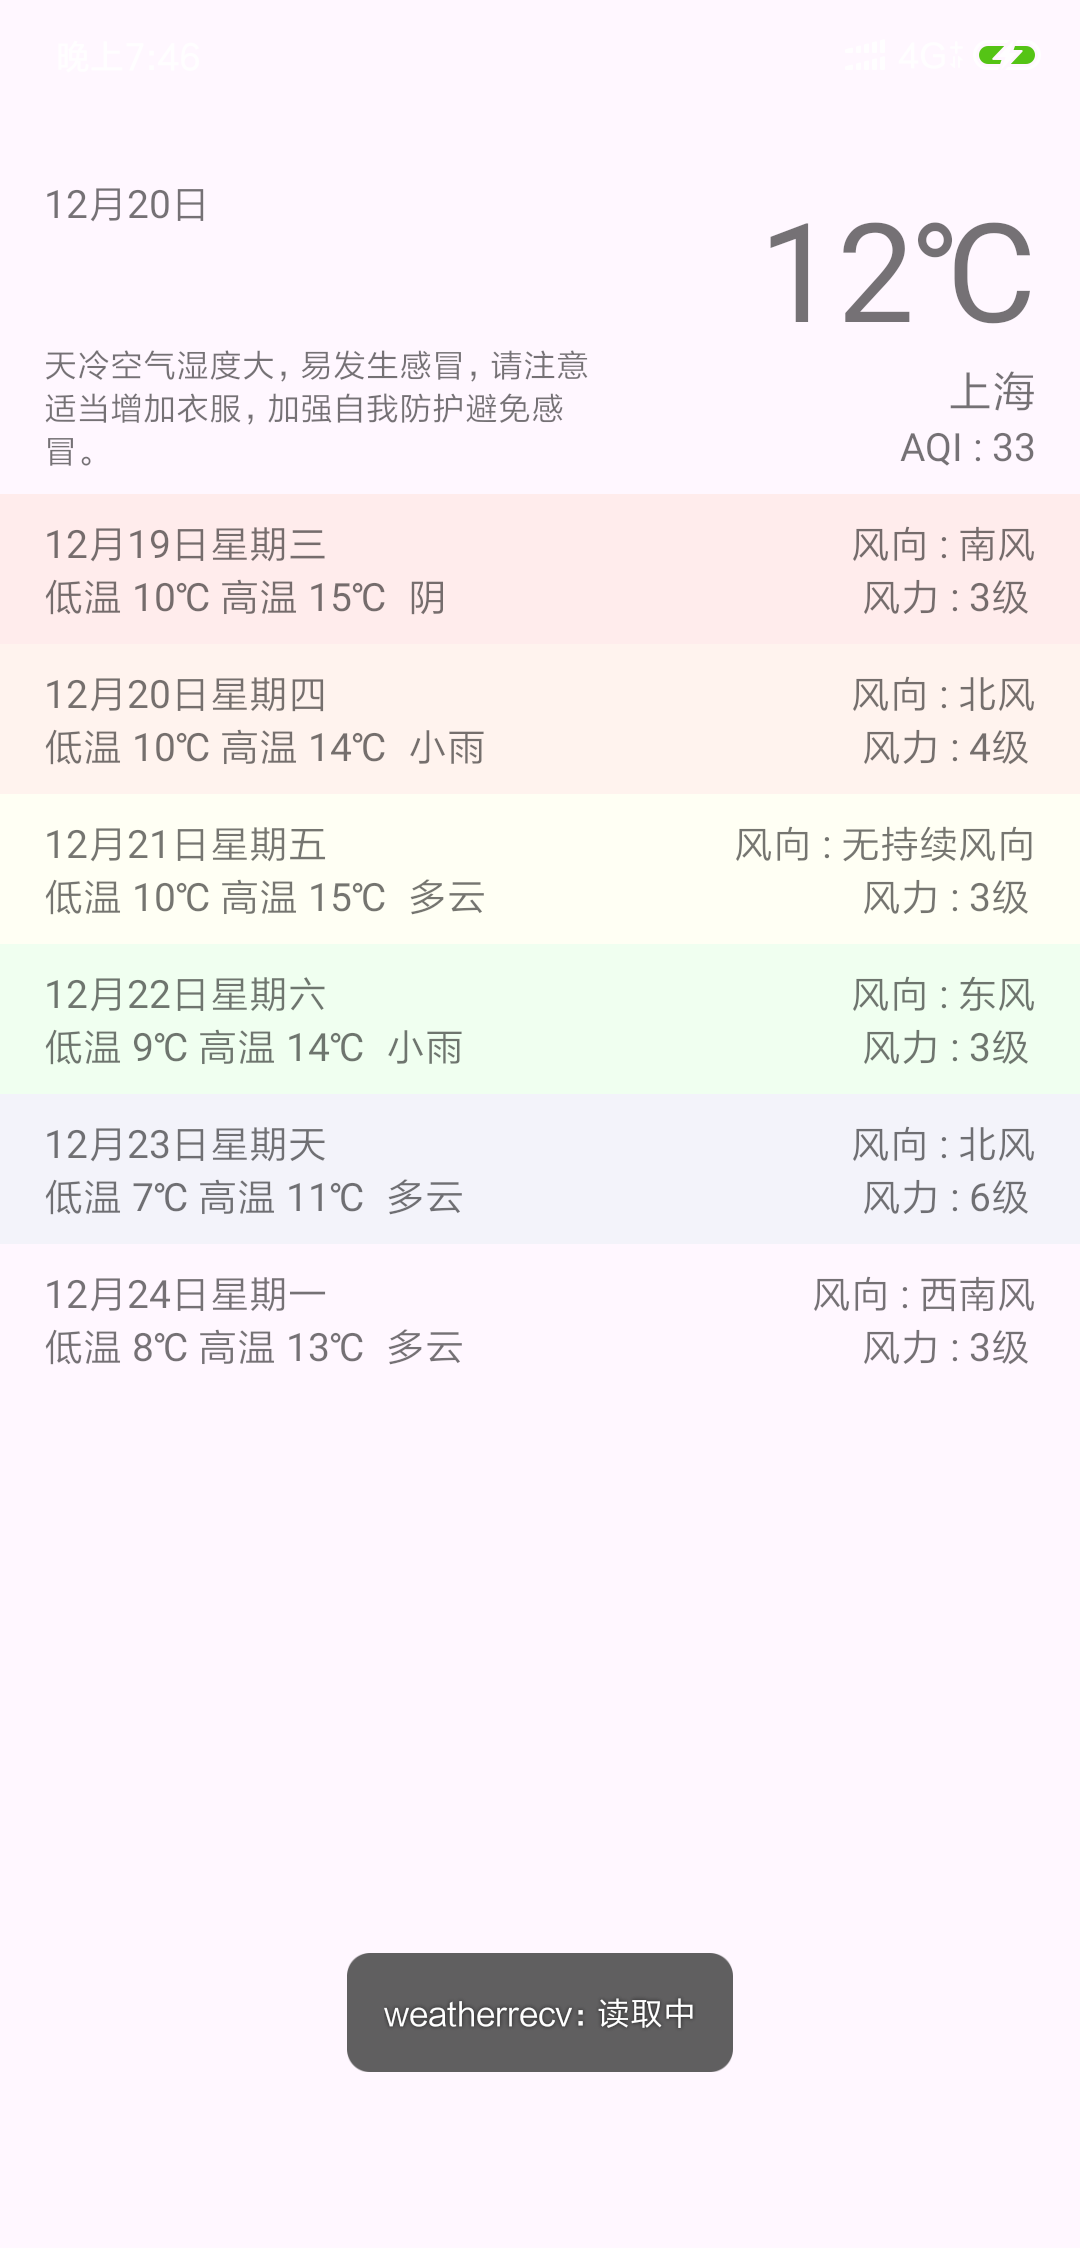 晚上7:46
4G
12月20日
12℃
天冷空气湿度大，易发生感冒，请注意
适当增加衣服，加强自我防护避免感
冒。
上海
AQI : 33
12月19日星期三
风向 : 南风
低温 10℃ 高温 15℃ 阴
风力 : 3级
12月20日星期四
风向 : 北风
低温 10℃ 高温 14℃ 小雨
风力 : 4级
12月21日星期五
风向 : 无持续风向
低温 10℃ 高温 15℃ 多云
风力 : 3级
12月22日星期六
风向 : 东风
低温 9℃ 高温 14℃ 小雨
风力 : 3级
12月23日星期天
风向 : 北风
低温 7℃ 高温 11℃ 多云
风力 : 6级
12月24日星期一
风向 : 西南风
低温 8℃ 高温 13℃ 多云
风力 : 3级
weatherrecv：读取中